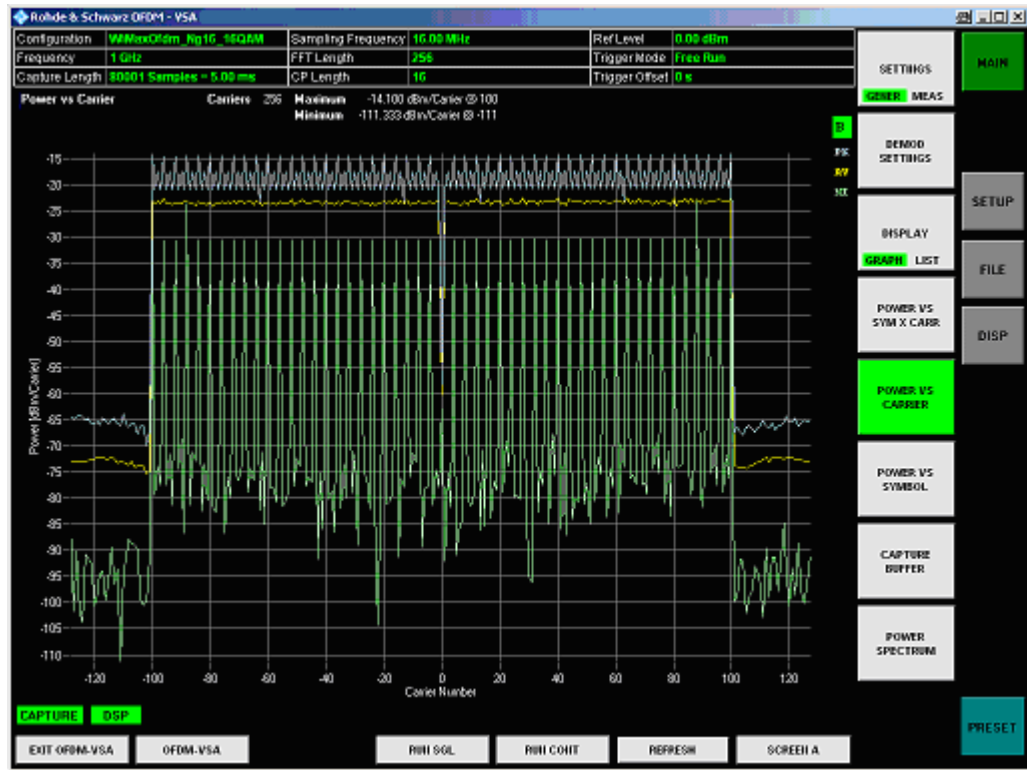 Rohde & Schwarz OFDM - VSA
Configuration WiMaxOfdm_Ng16_16QAM Sampling Frequency 16.00 MHz Ref Level 0.00 dBm
Frequency 1 GHz FFT Length 256 Trigger Mode Free Run
Capture Length 80001 Samples = 5.00 ms CP Length 16 Trigger Offset 0 s
Power vs Carrier Carriers 256 Maximum -14.100 dBm/Carrier @ 100
Minimum -111.333 dBm/Carrier @ -111
B
PK
AV
MI
-15
-20
-25
-30
-35
-40
-45
-50
-55
-60
-65
-70
-75
-80
-85
-90
-95
-100
-105
-110
Power [dBm/Carrier]
-120 -100 -80 -60 -40 -20 0 20 40 60 80 100 120
Carrier Number
SETTINGS
GENER MEAS
DEMOD
SETTINGS
DISPLAY
GRAPH LIST
POWER VS
SYM X CARR
POWER VS
CARRIER
POWER VS
SYMBOL
CAPTURE
BUFFER
POWER
SPECTRUM
MAIN
SETUP
FILE
DISP
PRESET
CAPTURE DSP
EXIT OFDM-VSA OFDM-VSA RUN SGL RUN CONT REFRESH SCREEN A